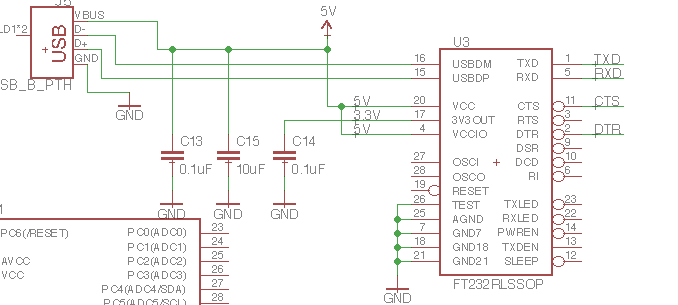 J5
VBUS
5V
LD1*2
D-
USB
D+
GND
SB_B_PTH
GND
U3
16 USBDM TXD 1 TXD
15 USBDP RXD 5 RXD
5V 20 VCC CTS 11 CTS
3.3V 17 3V3OUT RTS 3
5V 4 VCCIO DTR 2 DTR
DSR 9
27 OSCI DCD 10
28 OSCO RI 6
19 RESET
26 TEST TXLED 23
25 AGND RXLED 22
7 GND7 PWREN 14
18 GND18 TXDEN 13
21 GND21 SLEEP 12
GND
FT232RLSSOP
C13 C15 C14
0.1uF 10uF 0.1uF
GND GND GND
1
PC6(/RESET) PC0(ADC0) 23
PC1(ADC1) 24
AVCC PC2(ADC2) 25
VCC PC3(ADC3) 26
PC4(ADC4/SDA) 27
PC5(ADC5/SCL) 28